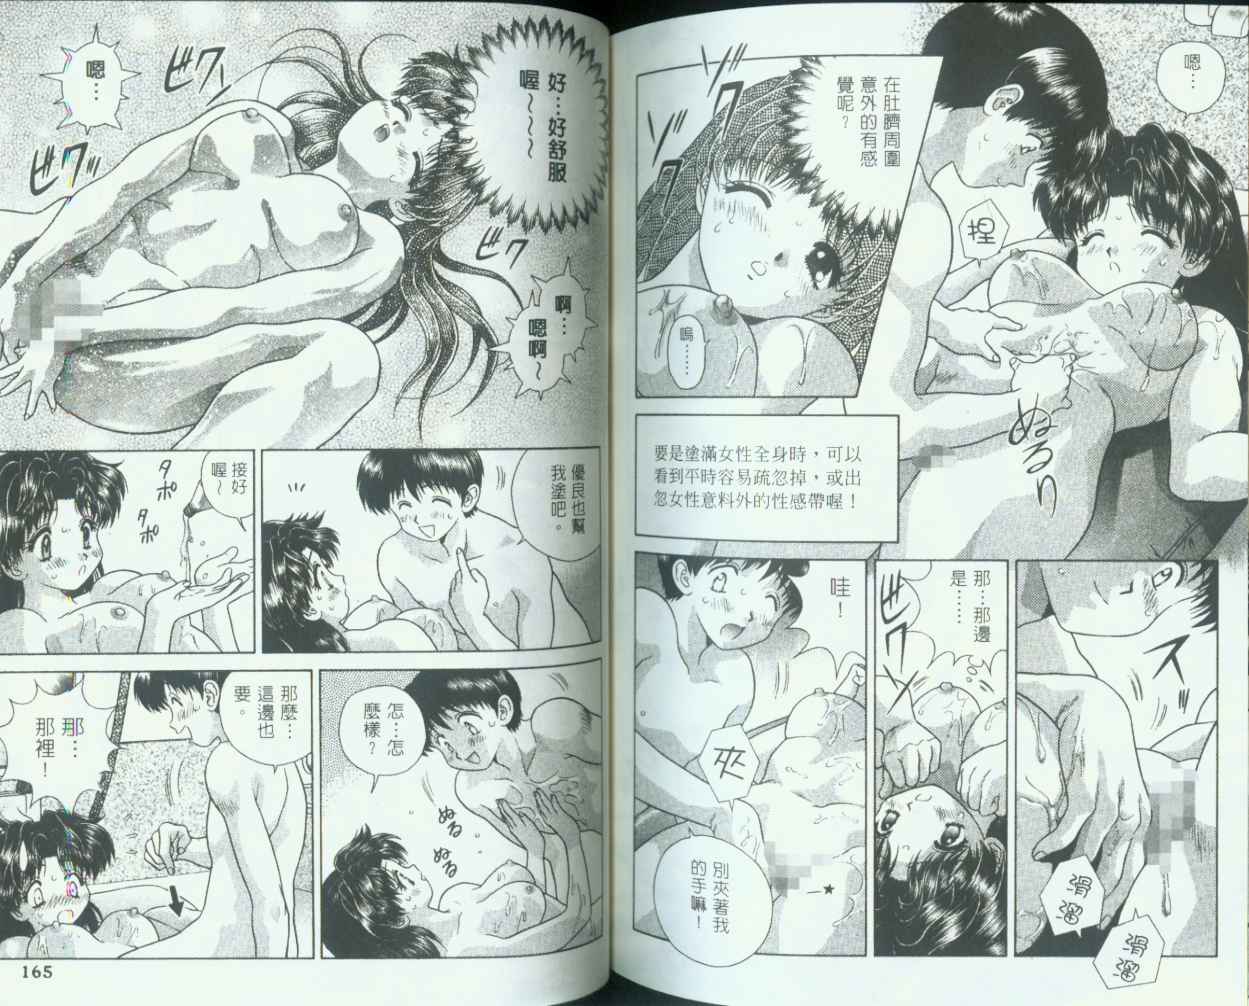 嗯…
捏
ぬるり
在肚臍周圍
意外的有感
覺呢？
ビクッ
嗚……
要是塗滿女性全身時，可以
看到平時容易疏忽掉，或出
忽女性意料外的性感帶喔！
ス
滑溜
滑溜
那…那邊
是……
ビク
哇！
夾
別夾著我
的手嘛！
好…好舒服
喔～～～
ビクッ
嗯…
ビクッ
ビクッ
啊…
嗯啊～
優良也幫
我塗吧。
接好
喔～
タポ
タポ
怎…怎
麼樣？
ぬる
ぬる
那麼…
這邊也
要。
那…
那裡！
165